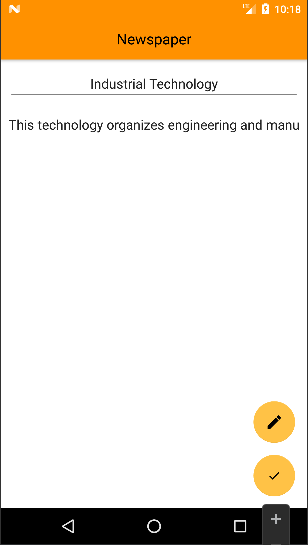 10:18
Newspaper
Industrial Technology
This technology organizes engineering and manu